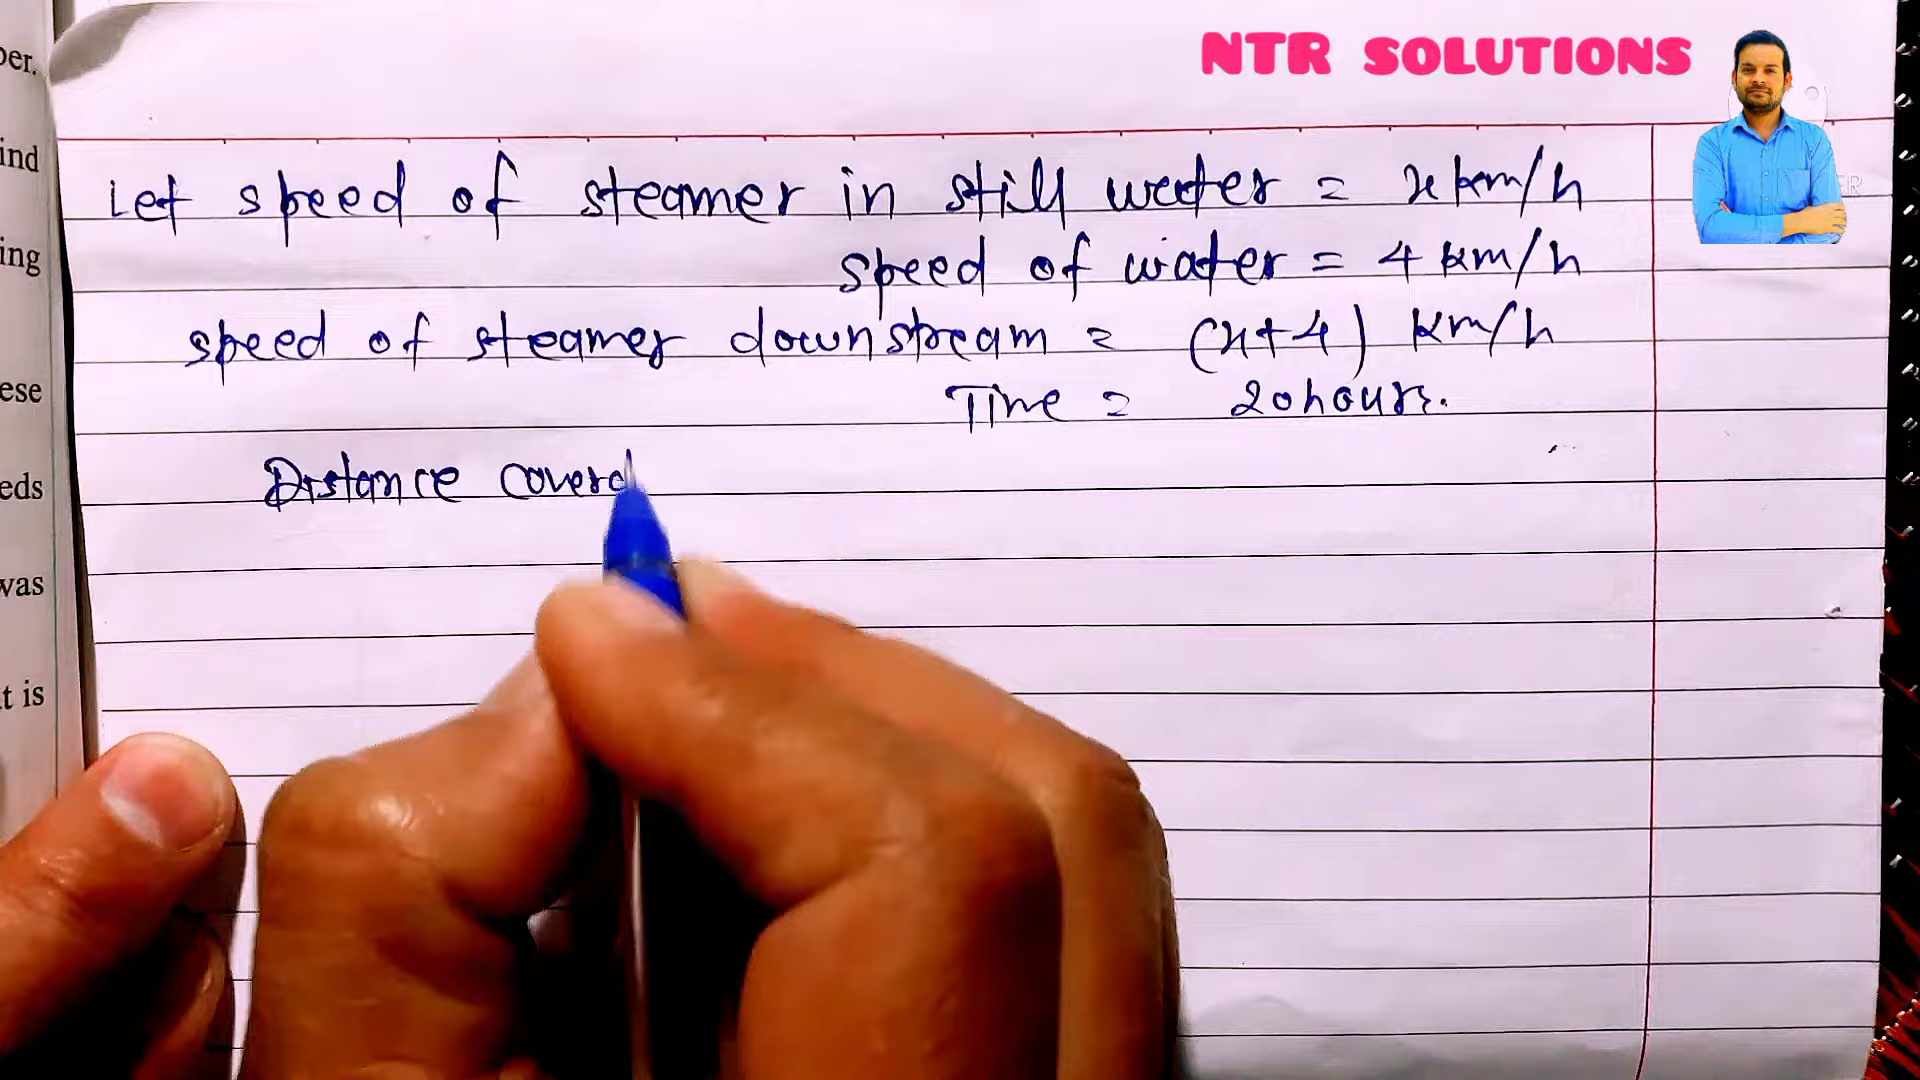 NTR SOLUTIONS
Let speed of steamer in still water = x km/h
speed of water = 4 km/h
speed of steamer downstream = (x+4) km/h
Time = 20 hours.
Distance covered
per.
ind
ing
ese
eds
was
t is